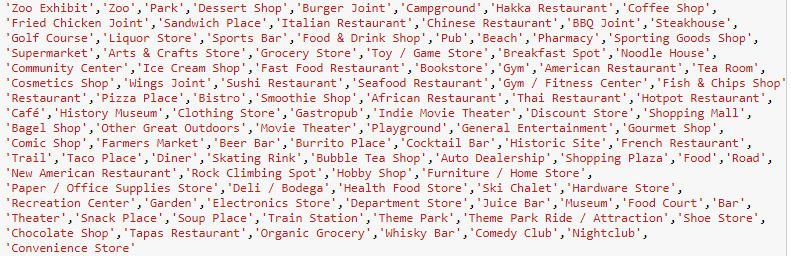 'Zoo Exhibit','Zoo','Park','Dessert Shop','Burger Joint','Campground','Hakka Restaurant','Coffee Shop',
'Fried Chicken Joint','Sandwich Place','Italian Restaurant','Chinese Restaurant','BBQ Joint','Steakhouse',
'Golf Course','Liquor Store','Sports Bar','Food & Drink Shop','Pub','Beach','Pharmacy','Sporting Goods Shop',
'Supermarket','Arts & Crafts Store','Grocery Store','Toy / Game Store','Breakfast Spot','Noodle House',
'Community Center','Ice Cream Shop','Fast Food Restaurant','Bookstore','Gym','American Restaurant','Tea Room',
'Cosmetics Shop','Wings Joint','Sushi Restaurant','Seafood Restaurant','Gym / Fitness Center','Fish & Chips Shop'
'Restaurant','Pizza Place','Bistro','Smoothie Shop','African Restaurant','Thai Restaurant','Hotpot Restaurant',
'Café','History Museum','Clothing Store','Gastropub','Indie Movie Theater','Discount Store','Shopping Mall',
'Bagel Shop','Other Great Outdoors','Movie Theater','Playground','General Entertainment','Gourmet Shop',
'Comic Shop','Farmers Market','Beer Bar','Burrito Place','Cocktail Bar','Historic Site','French Restaurant',
'Trail','Taco Place','Diner','Skating Rink','Bubble Tea Shop','Auto Dealership','Shopping Plaza','Food','Road',
'New American Restaurant','Rock Climbing Spot','Hobby Shop','Furniture / Home Store',
'Paper / Office Supplies Store','Deli / Bodega','Health Food Store','Ski Chalet','Hardware Store',
'Recreation Center','Garden','Electronics Store','Department Store','Juice Bar','Museum','Food Court','Bar',
'Theater','Snack Place','Soup Place','Train Station','Theme Park','Theme Park Ride / Attraction','Shoe Store',
'Chocolate Shop','Tapas Restaurant','Organic Grocery','Whisky Bar','Comedy Club','Nightclub',
'Convenience Store'